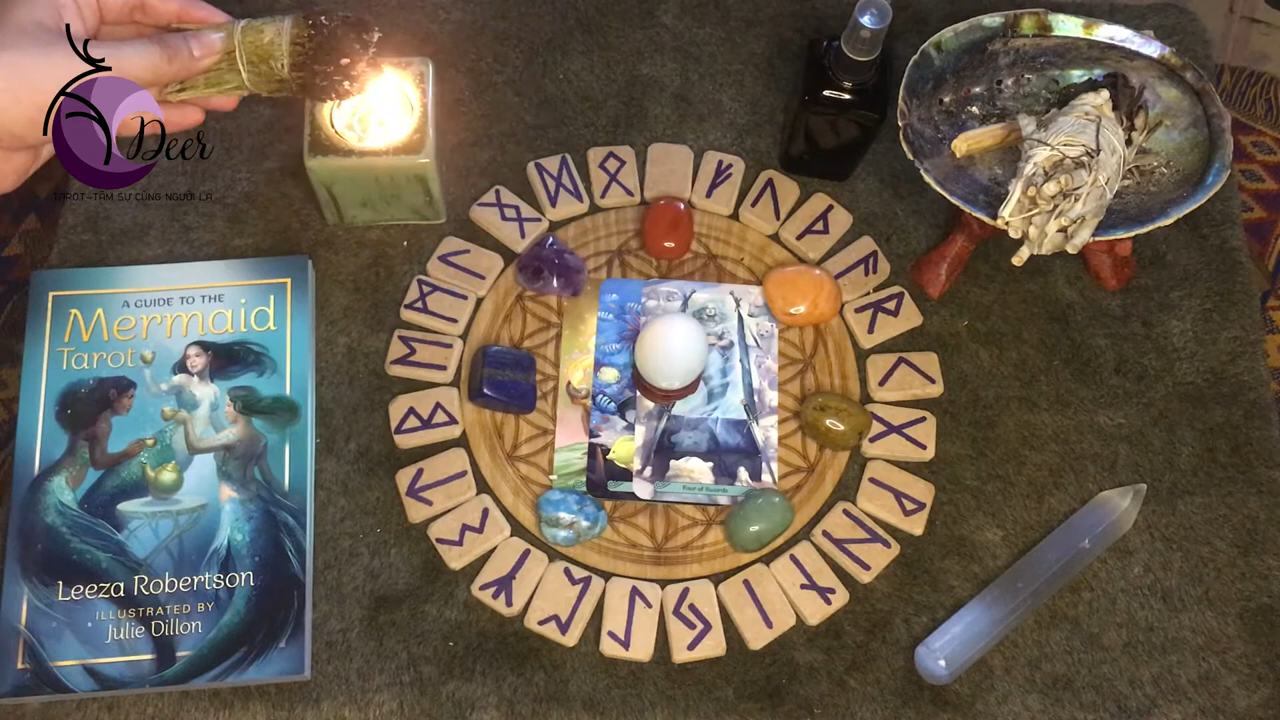 Deer
TAROT-TÂM SỰ CÙNG NGƯỜI LẠ
A GUIDE TO THE
Mermaid
Tarot
Leeza Robertson
ILLUSTRATED BY
Julie Dillon
Four of Swords
ᚠ
ᚢ
ᚦ
ᚨ
ᚱ
ᚲ
ᚷ
ᚹ
ᚺ
ᚾ
ᛁ
ᛃ
ᛇ
ᛈ
ᛉ
ᛊ
ᛏ
ᛒ
ᛖ
ᛗ
ᛚ
ᛜ
ᛞ
ᛟ